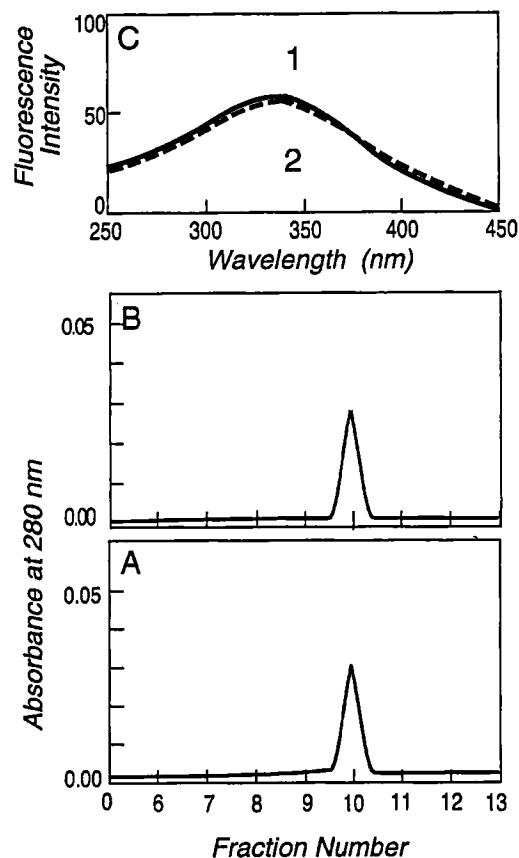 C
Fluorescence
Intensity
100
50
0
1
2
250 300 350 400 450
Wavelength (nm)
B
0.05
0.00
A
0.05
0.00
Absorbance at 280 nm
0 6 7 8 9 10 11 12 13
Fraction Number